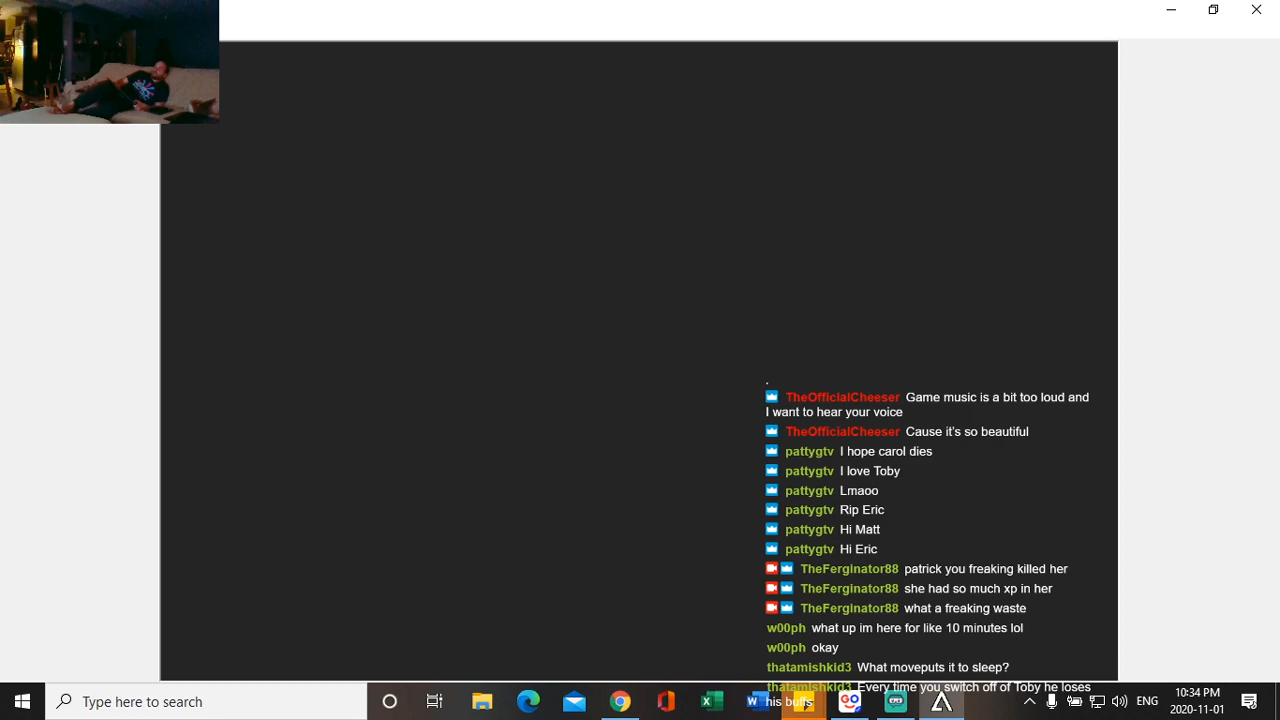 .
TheOfficialCheeser Game music is a bit too loud and
I want to hear your voice
TheOfficialCheeser Cause it's so beautiful
pattygtv I hope carol dies
pattygtv I love Toby
pattygtv Lmaoo
pattygtv Rip Eric
pattygtv Hi Matt
pattygtv Hi Eric
TheFerginator88 patrick you freaking killed her
TheFerginator88 she had so much xp in her
TheFerginator88 what a freaking waste
w00ph what up im here for like 10 minutes lol
w00ph okay
thatamishkid3 What moveputs it to sleep?
thatamishkid3 Every time you switch off of Toby he loses
his buffs
Type here to search
ENG
10:34 PM
2020-11-01